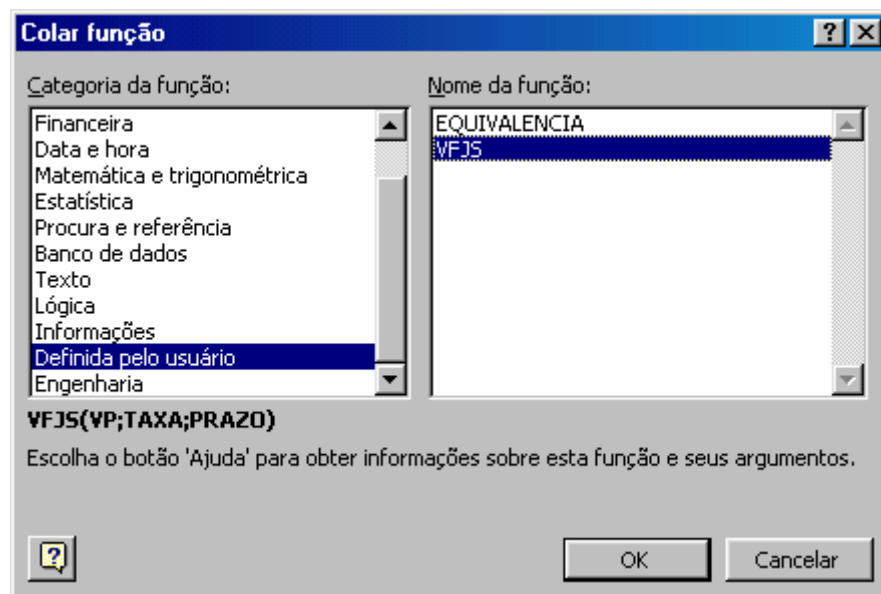 Colar função
Categoria da função:
Nome da função:
Financeira
Data e hora
Matemática e trigonométrica
Estatística
Procura e referência
Banco de dados
Texto
Lógica
Informações
Definida pelo usuário
Engenharia
EQUIVALENCIA
VFJS
VFJS(VP;TAXA;PRAZO)
Escolha o botão 'Ajuda' para obter informações sobre esta função e seus argumentos.
?
OK
Cancelar